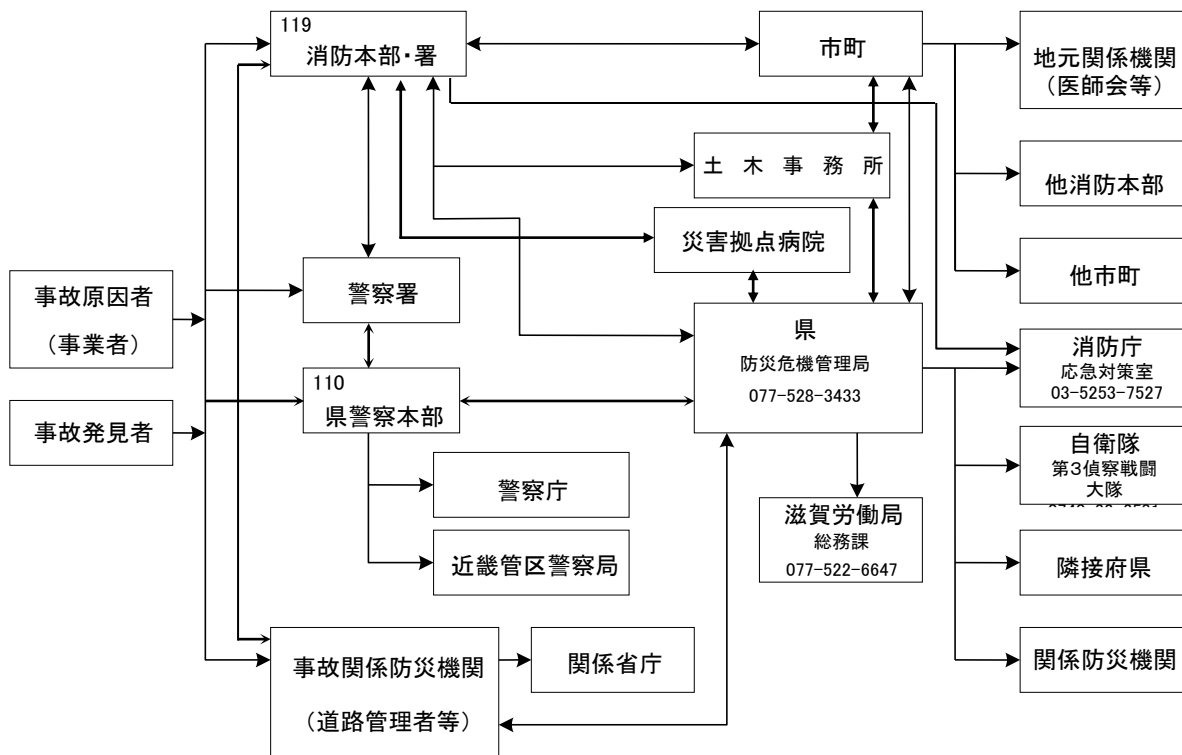 119
消防本部・署
市町
地元関係機関
（医師会等）
土 木 事 務 所
他消防本部
災害拠点病院
他市町
事故原因者
（事業者）
警察署
県
防災危機管理局
077-528-3433
消防庁
応急対策室
03-5253-7527
110
県警察本部
事故発見者
自衛隊
第３偵察戦闘
大隊
警察庁
滋賀労働局
総務課
077-522-6647
近畿管区警察局
隣接府県
事故関係防災機関
（道路管理者等）
関係省庁
関係防災機関